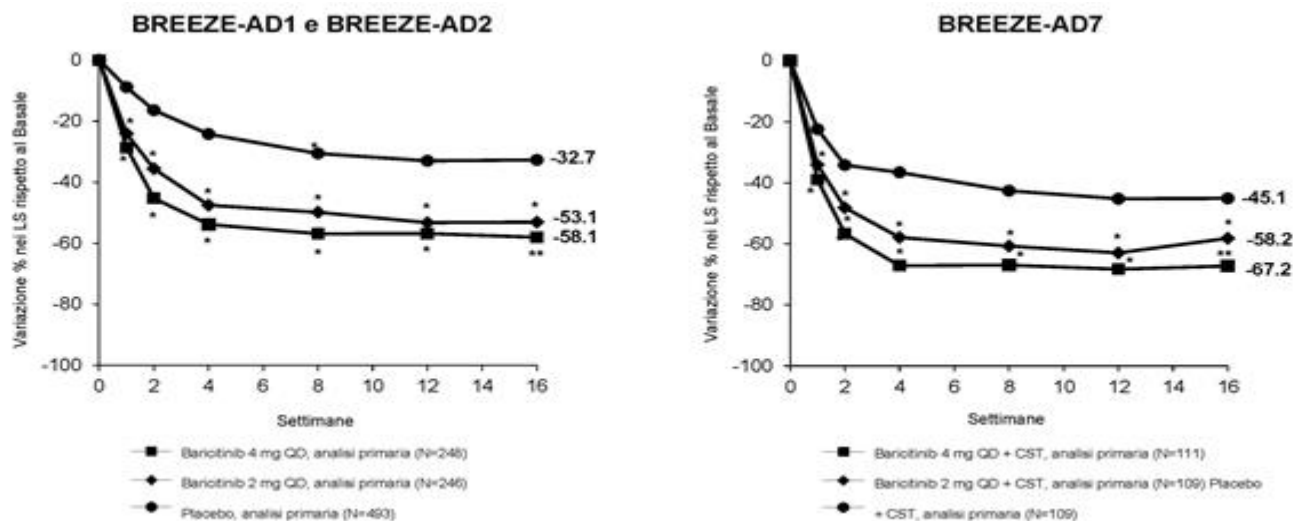 BREEZE-AD1 e BREEZE-AD2
Variazione % nei LS rispetto al Basale
0
-20
-40
-60
-80
-100
* * * * * *
* * * * * **
*
-32.7
-53.1
-58.1
0 2 4 6 8 10 12 14 16
Settimane
Baricitinib 4 mg QD, analisi primaria (N=248)
Baricitinib 2 mg QD, analisi primaria (N=246)
Placebo, analisi primaria (N=493)
BREEZE-AD7
Variazione % nei LS rispetto al Basale
0
-20
-40
-60
-80
-100
* * * * * *
* * * * * **
-45.1
-58.2
-67.2
0 2 4 6 8 10 12 14 16
Settimane
Baricitinib 4 mg QD + CST, analisi primaria (N=111)
Baricitinib 2 mg QD + CST, analisi primaria (N=109) Placebo
+ CST, analisi primaria (N=109)